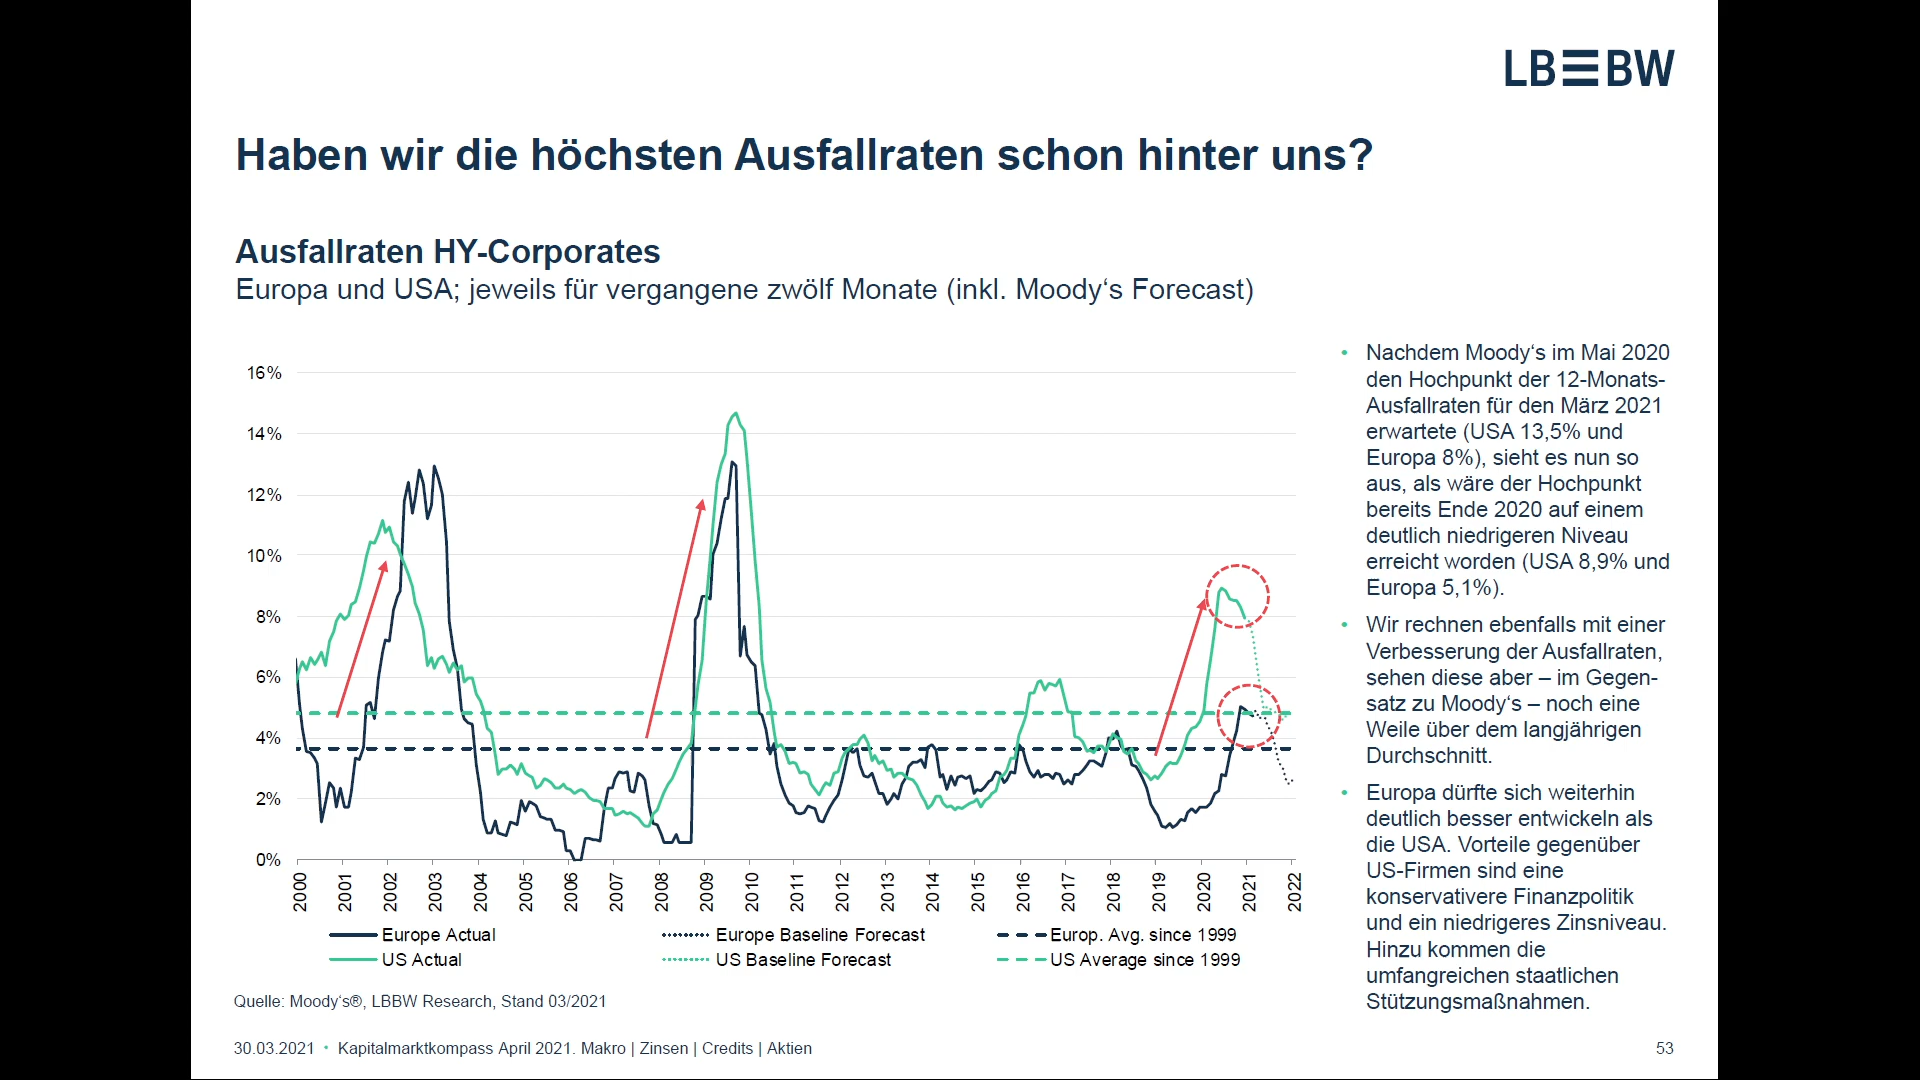 LBBW
Haben wir die höchsten Ausfallraten schon hinter uns?
Ausfallraten HY-Corporates
Europa und USA; jeweils für vergangene zwölf Monate (inkl. Moody‘s Forecast)
16%
14%
12%
10%
8%
6%
4%
2%
0%
2000
2001
2002
2003
2004
2005
2006
2007
2008
2009
2010
2011
2012
2013
2014
2015
2016
2017
2018
2019
2020
2021
2022
Europe Actual
Europe Baseline Forecast
Europ. Avg. since 1999
US Actual
US Baseline Forecast
US Average since 1999
• Nachdem Moody‘s im Mai 2020
den Hochpunkt der 12-Monats-
Ausfallraten für den März 2021
erwartete (USA 13,5% und
Europa 8%), sieht es nun so
aus, als wäre der Hochpunkt
bereits Ende 2020 auf einem
deutlich niedrigeren Niveau
erreicht worden (USA 8,9% und
Europa 5,1%).
• Wir rechnen ebenfalls mit einer
Verbesserung der Ausfallraten,
sehen diese aber – im Gegen-
satz zu Moody‘s – noch eine
Weile über dem langjährigen
Durchschnitt.
• Europa dürfte sich weiterhin
deutlich besser entwickeln als
die USA. Vorteile gegenüber
US-Firmen sind eine
konservativere Finanzpolitik
und ein niedrigeres Zinsniveau.
Hinzu kommen die
umfangreichen staatlichen
Stützungsmaßnahmen.
Quelle: Moody‘s®, LBBW Research, Stand 03/2021
30.03.2021 • Kapitalmarktkompass April 2021. Makro | Zinsen | Credits | Aktien
53